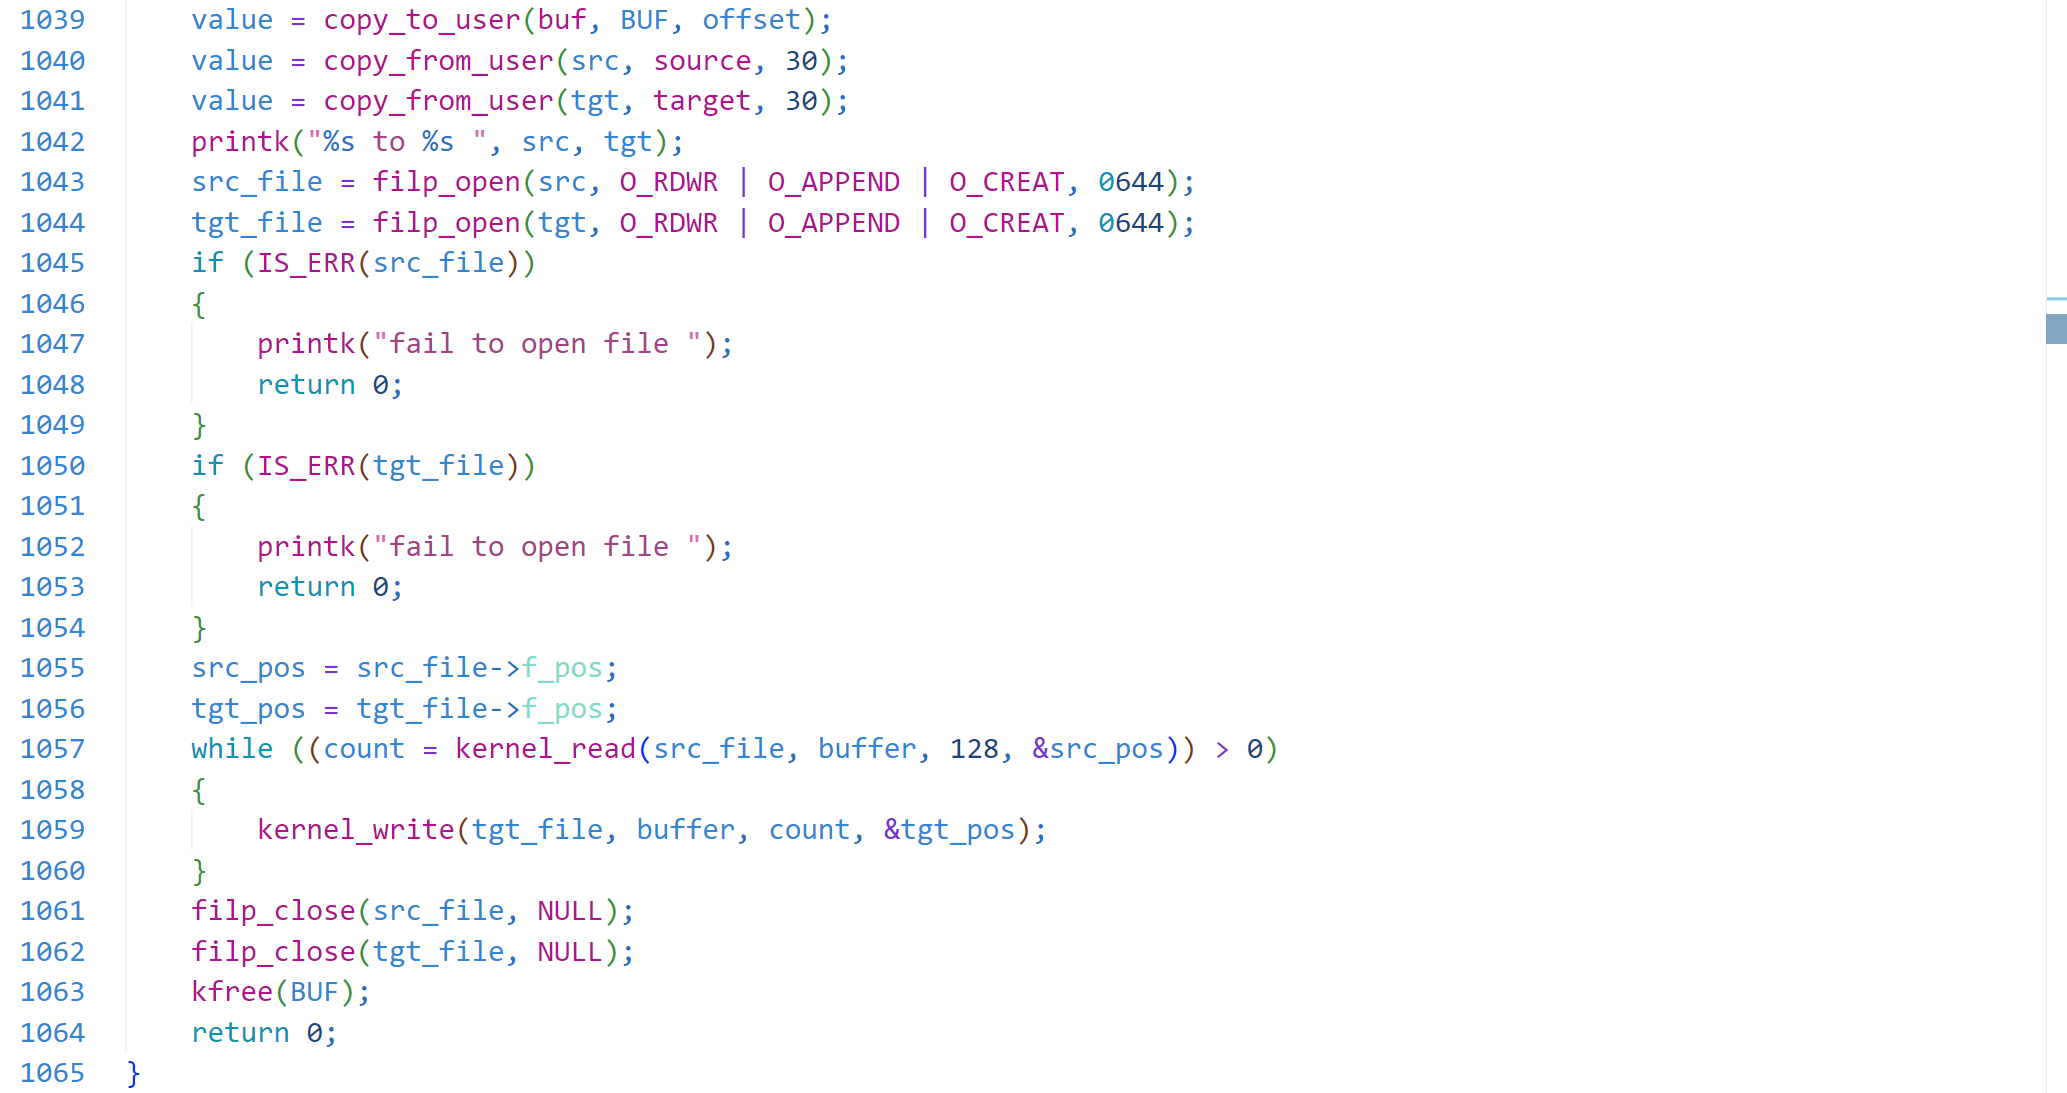 1039 value = copy_to_user(buf, BUF, offset);
1040 value = copy_from_user(src, source, 30);
1041 value = copy_from_user(tgt, target, 30);
1042 printk("%s to %s ", src, tgt);
1043 src_file = filp_open(src, O_RDWR | O_APPEND | O_CREAT, 0644);
1044 tgt_file = filp_open(tgt, O_RDWR | O_APPEND | O_CREAT, 0644);
1045 if (IS_ERR(src_file))
1046 {
1047 printk("fail to open file ");
1048 return 0;
1049 }
1050 if (IS_ERR(tgt_file))
1051 {
1052 printk("fail to open file ");
1053 return 0;
1054 }
1055 src_pos = src_file->f_pos;
1056 tgt_pos = tgt_file->f_pos;
1057 while ((count = kernel_read(src_file, buffer, 128, &src_pos)) > 0)
1058 {
1059 kernel_write(tgt_file, buffer, count, &tgt_pos);
1060 }
1061 filp_close(src_file, NULL);
1062 filp_close(tgt_file, NULL);
1063 kfree(BUF);
1064 return 0;
1065 }